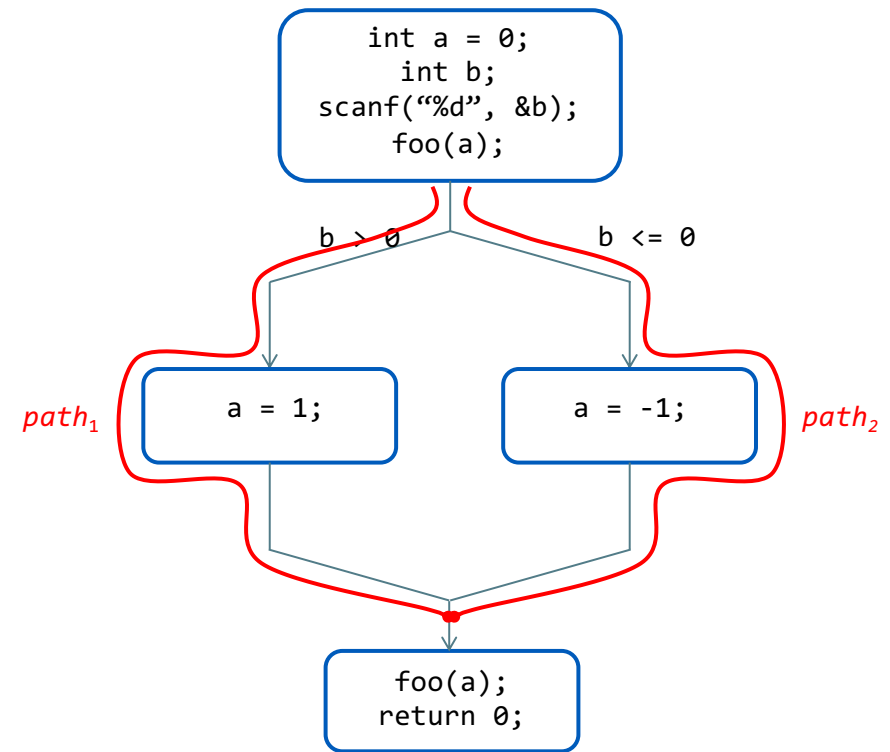 int a = 0;
int b;
scanf(“%d”, &b);
foo(a);
b > 0
b <= 0
path₁
a = 1;
a = -1;
path₂
foo(a);
return 0;